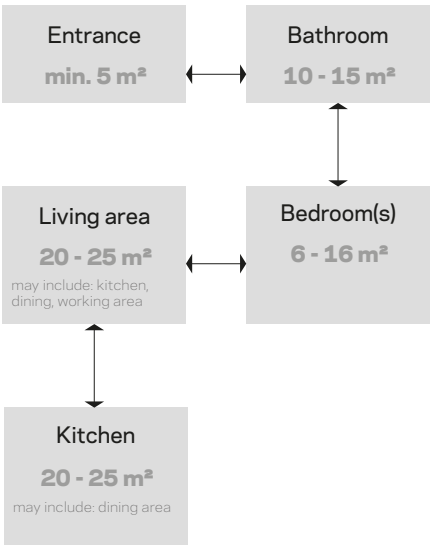 Entrance
min. 5 m²
Bathroom
10 - 15 m²
Living area
20 - 25 m²
may include: kitchen,
dining, working area
Bedroom(s)
6 - 16 m²
Kitchen
20 - 25 m²
may include: dining area